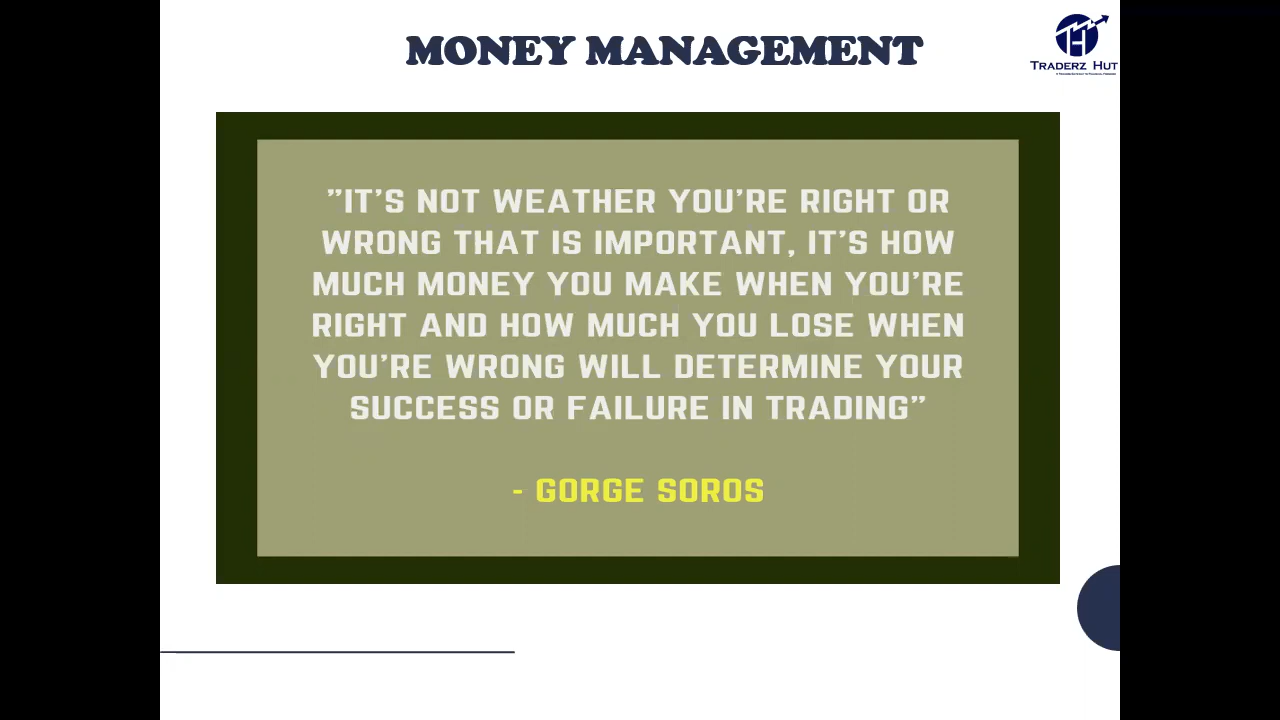 MONEY MANAGEMENT
TRADERZ HUT
"IT'S NOT WEATHER YOU'RE RIGHT OR
WRONG THAT IS IMPORTANT, IT'S HOW
MUCH MONEY YOU MAKE WHEN YOU'RE
RIGHT AND HOW MUCH YOU LOSE WHEN
YOU'RE WRONG WILL DETERMINE YOUR
SUCCESS OR FAILURE IN TRADING"
- GORGE SOROS